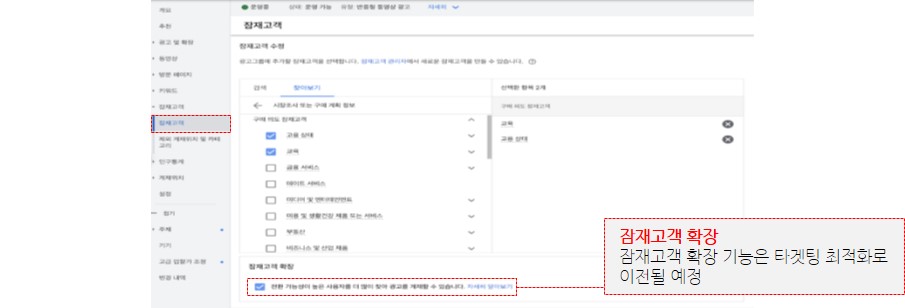 개요
운영중 상태: 운영 가능 유형: 반응형 동영상 광고 자세히
추천
잠재고객
광고 및 확장
잠재고객 수정
동영상
광고그룹에 추가할 잠재고객을 선택합니다. 잠재고객 관리자에서 새로운 잠재고객을 만들 수 있습니다.
방문 페이지
키워드
검색 찾아보기
선택한 항목 2개
잠재고객
시장조사 또는 구매 계획 정보
구매 의도 잠재고객
잠재고객
구매 의도 잠재고객
교육
제외 게재위치 및 카테
고리
고용 상태
고용 상태
교육
인구통계
금융 서비스
게재위치
데이트 서비스
설정
미디어 및 엔터테인먼트
접기
미용 및 생활건강 제품 또는 서비스
주제
부동산
기기
비즈니스 및 산업 제품
고급 입찰가 조정
잠재고객 확장
변경 내역
전환 가능성이 높은 사용자를 더 많이 찾아 광고를 게재할 수 있습니다. 자세히 알아보기
잠재고객 확장
잠재고객 확장 기능은 타겟팅 최적화로
이전될 예정